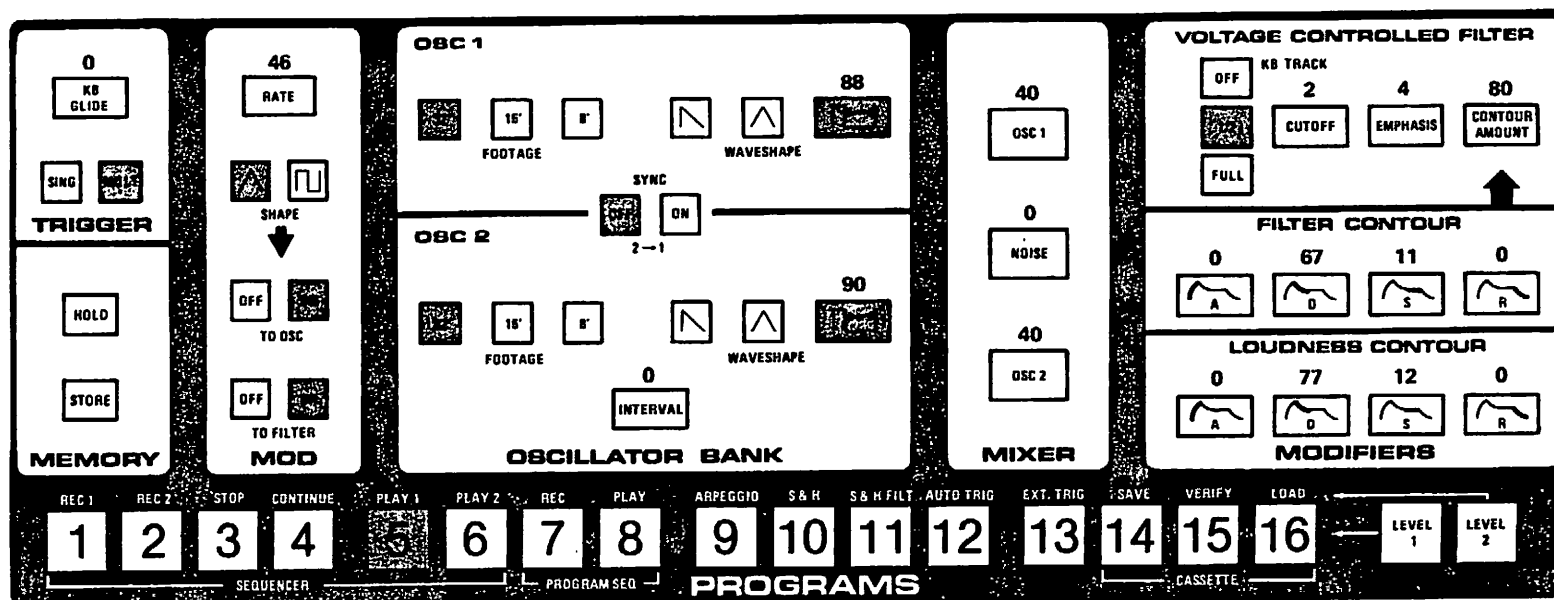 0
KB
GLIDE
SING
TRIGGER
HOLD
STORE
MEMORY
46
RATE
SHAPE
OFF
TO OSC
OFF
TO FILTER
MOD
OSC 1
16'
8'
FOOTAGE
88
WAVESHAPE
SYNC
OFF
ON
2→1
OSC 2
16'
8'
FOOTAGE
90
WAVESHAPE
0
INTERVAL
OSCILLATOR BANK
40
OSC 1
0
NOISE
40
OSC 2
MIXER
VOLTAGE CONTROLLED FILTER
OFF
KB TRACK
FULL
2
CUTOFF
4
EMPHASIS
80
CONTOUR
AMOUNT
FILTER CONTOUR
0 67 11 0
A D S R
LOUDNESS CONTOUR
0 77 12 0
A D S R
MODIFIERS
REC 1 REC 2 STOP CONTINUE PLAY 1 PLAY 2 REC PLAY ARPEGGIO S & H S & H FILT AUTO TRIG EXT. TRIG SAVE VERIFY LOAD
1 2 3 4 5 6 7 8 9 10 11 12 13 14 15 16
LEVEL
1
LEVEL
2
SEQUENCER PROGRAM SEQ PROGRAMS CASSETTE